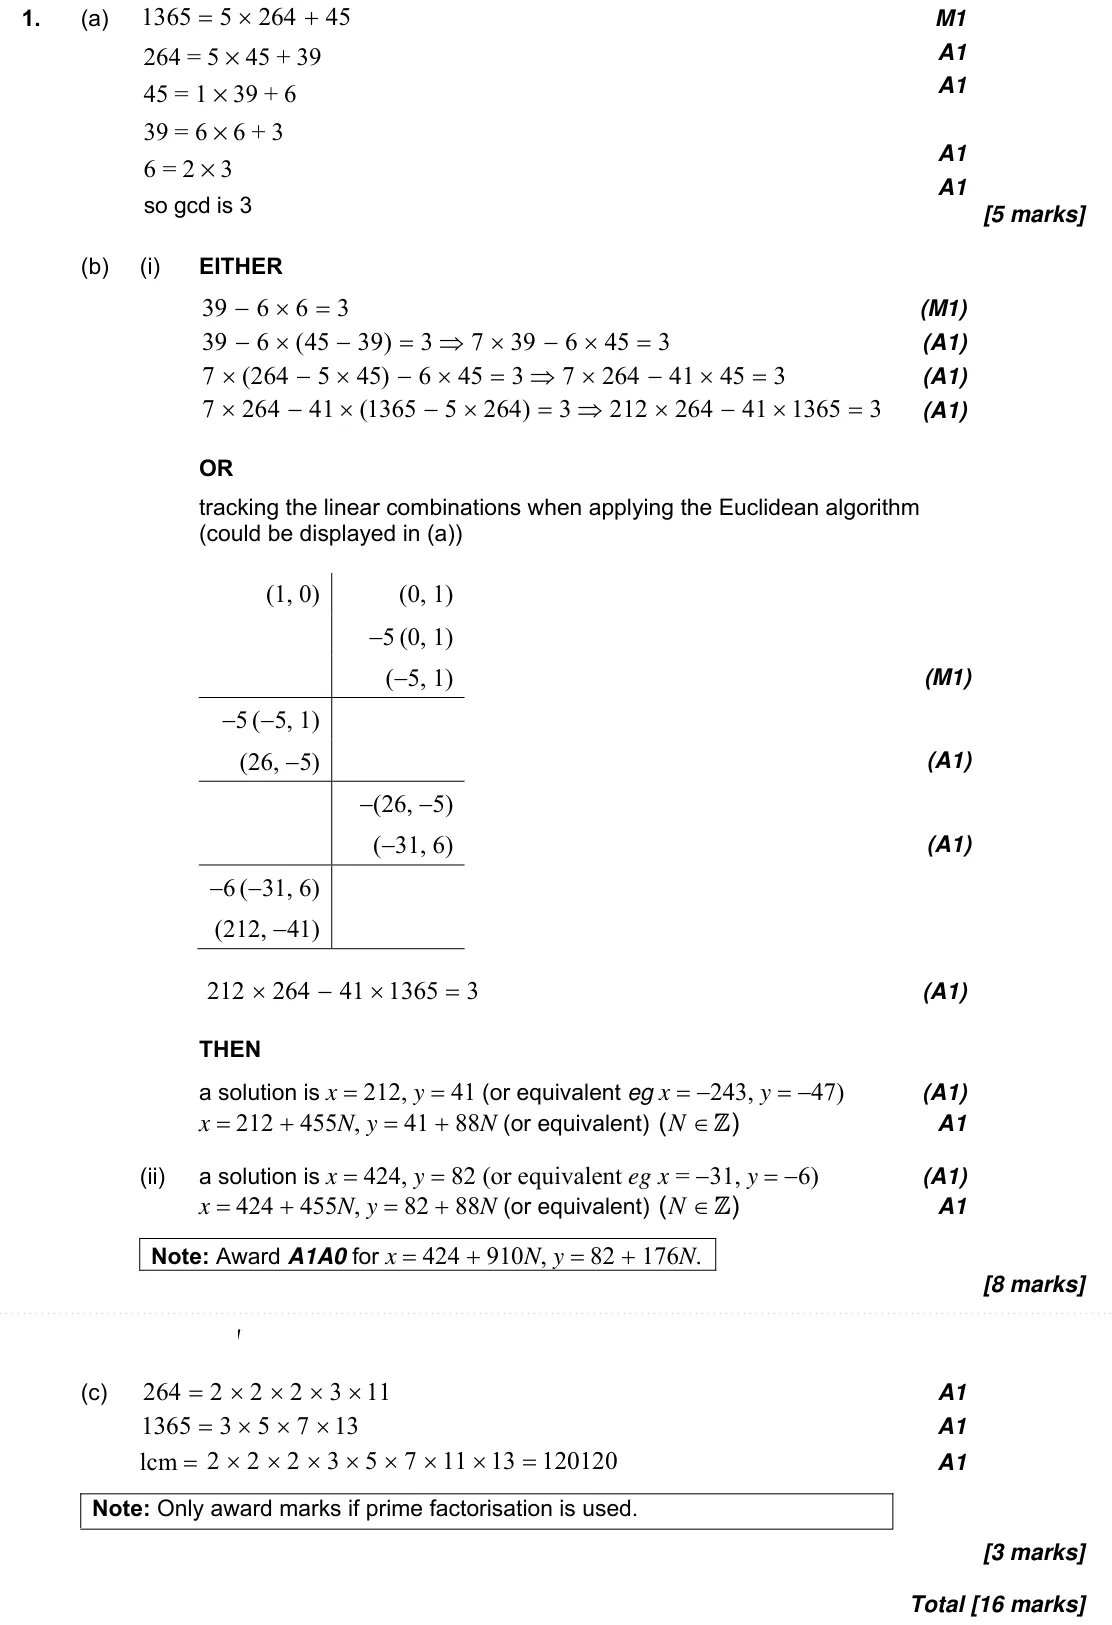 1. (a) 1365 = 5 × 264 + 45 M1
264 = 5 × 45 + 39 A1
45 = 1 × 39 + 6 A1
39 = 6 × 6 + 3
A1
6 = 2 × 3
A1
so gcd is 3
[5 marks]
(b) (i) EITHER
39 − 6 × 6 = 3 (M1)
39 − 6 × (45 − 39) = 3 ⇒ 7 × 39 − 6 × 45 = 3 (A1)
7 × (264 − 5 × 45) − 6 × 45 = 3 ⇒ 7 × 264 − 41 × 45 = 3 (A1)
7 × 264 − 41 × (1365 − 5 × 264) = 3 ⇒ 212 × 264 − 41 × 1365 = 3 (A1)
OR
tracking the linear combinations when applying the Euclidean algorithm
(could be displayed in (a))
(1, 0) (0, 1)
−5 (0, 1)
(−5, 1) (M1)
−5 (−5, 1)
(26, −5) (A1)
−(26, −5)
(−31, 6) (A1)
−6 (−31, 6)
(212, −41)
212 × 264 − 41 × 1365 = 3 (A1)
THEN
a solution is x = 212, y = 41 (or equivalent eg x = −243, y = −47) (A1)
x = 212 + 455N, y = 41 + 88N (or equivalent) (N ∈ ℤ) A1
(ii) a solution is x = 424, y = 82 (or equivalent eg x = −31, y = −6) (A1)
x = 424 + 455N, y = 82 + 88N (or equivalent) (N ∈ ℤ) A1
Note: Award A1A0 for x = 424 + 910N, y = 82 + 176N.
[8 marks]
(c) 264 = 2 × 2 × 2 × 3 × 11 A1
1365 = 3 × 5 × 7 × 13 A1
lcm = 2 × 2 × 2 × 3 × 5 × 7 × 11 × 13 = 120120 A1
Note: Only award marks if prime factorisation is used.
[3 marks]
Total [16 marks]